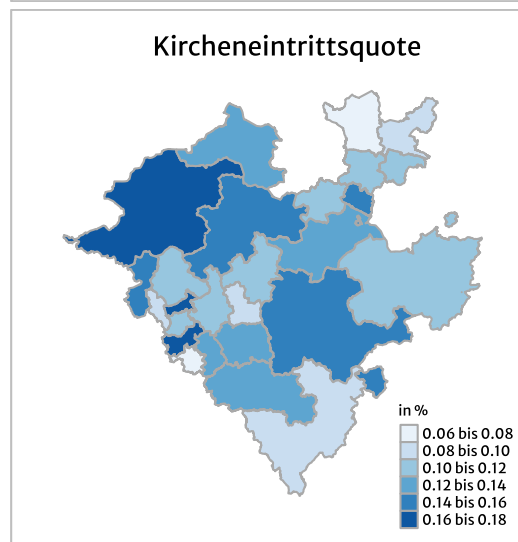 Kircheneintrittsquote
in %
0.06 bis 0.08
0.08 bis 0.10
0.10 bis 0.12
0.12 bis 0.14
0.14 bis 0.16
0.16 bis 0.18